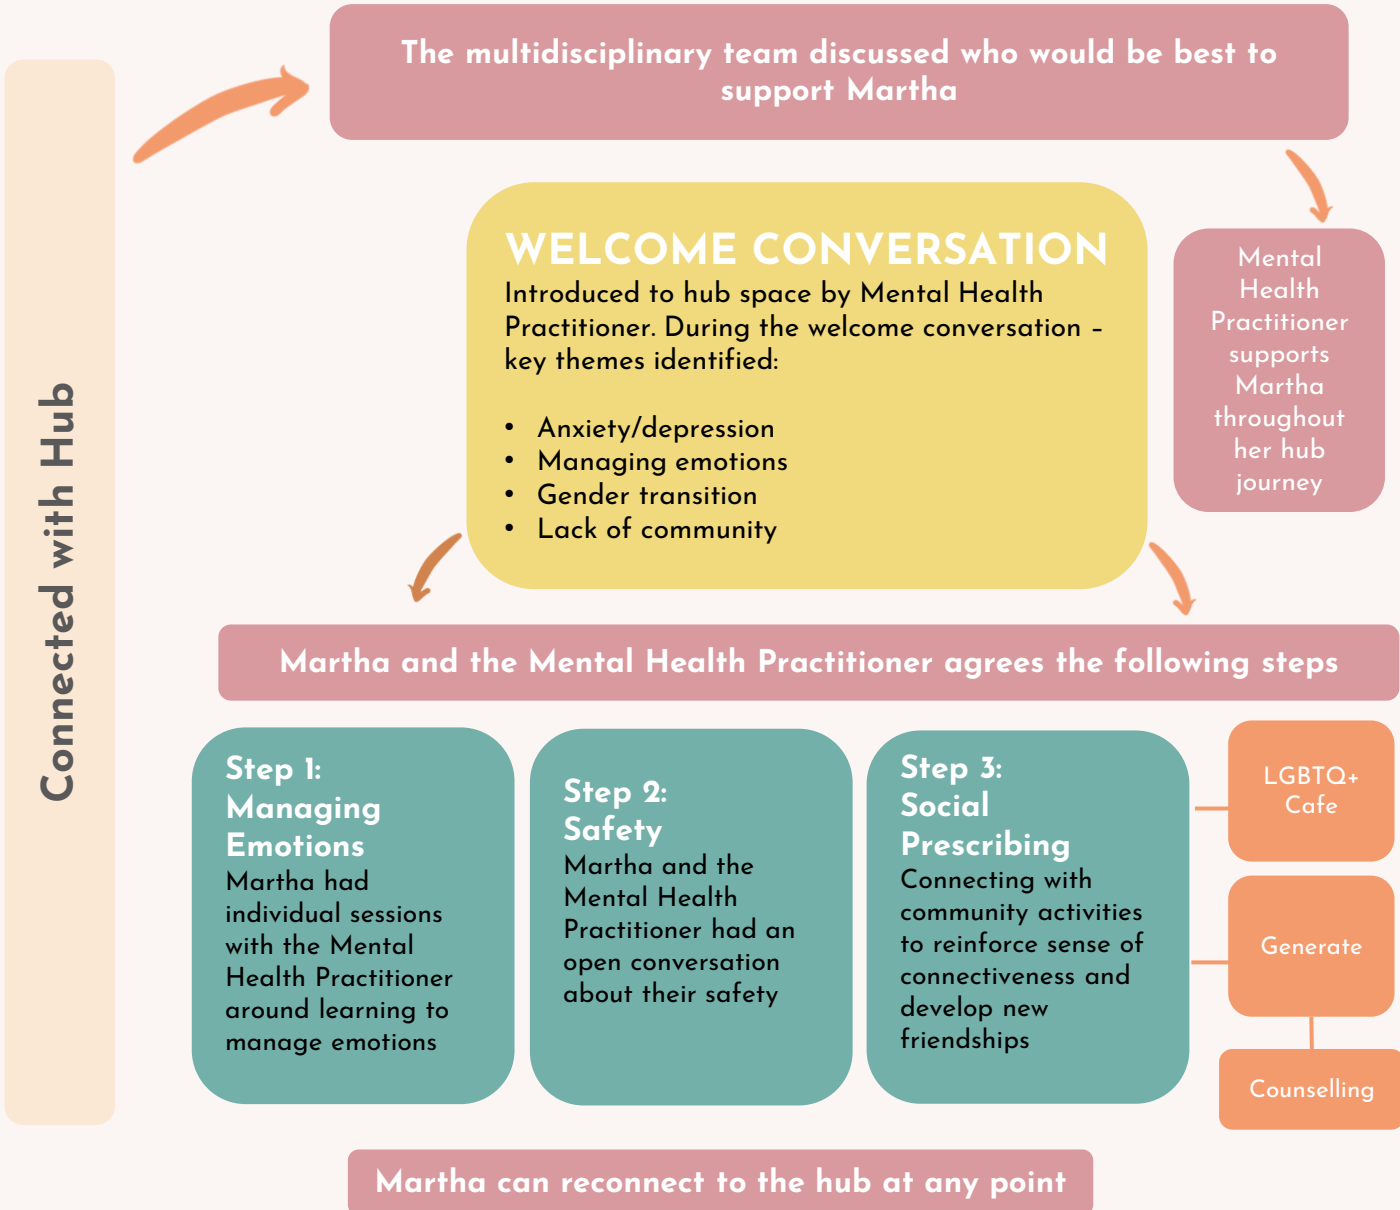 Connected with Hub
The multidisciplinary team discussed who would be best to
support Martha
Mental
Health
Practitioner
supports
Martha
throughout
her hub
journey
WELCOME CONVERSATION
Introduced to hub space by Mental Health
Practitioner. During the welcome conversation –
key themes identified:
• Anxiety/depression
• Managing emotions
• Gender transition
• Lack of community
Martha and the Mental Health Practitioner agrees the following steps
Step 1:
Managing
Emotions
Martha had
individual sessions
with the Mental
Health Practitioner
around learning to
manage emotions
Step 2:
Safety
Martha and the
Mental Health
Practitioner had an
open conversation
about their safety
Step 3:
Social
Prescribing
Connecting with
community activities
to reinforce sense of
connectiveness and
develop new
friendships
LGBTQ+
Cafe
Generate
Counselling
Martha can reconnect to the hub at any point